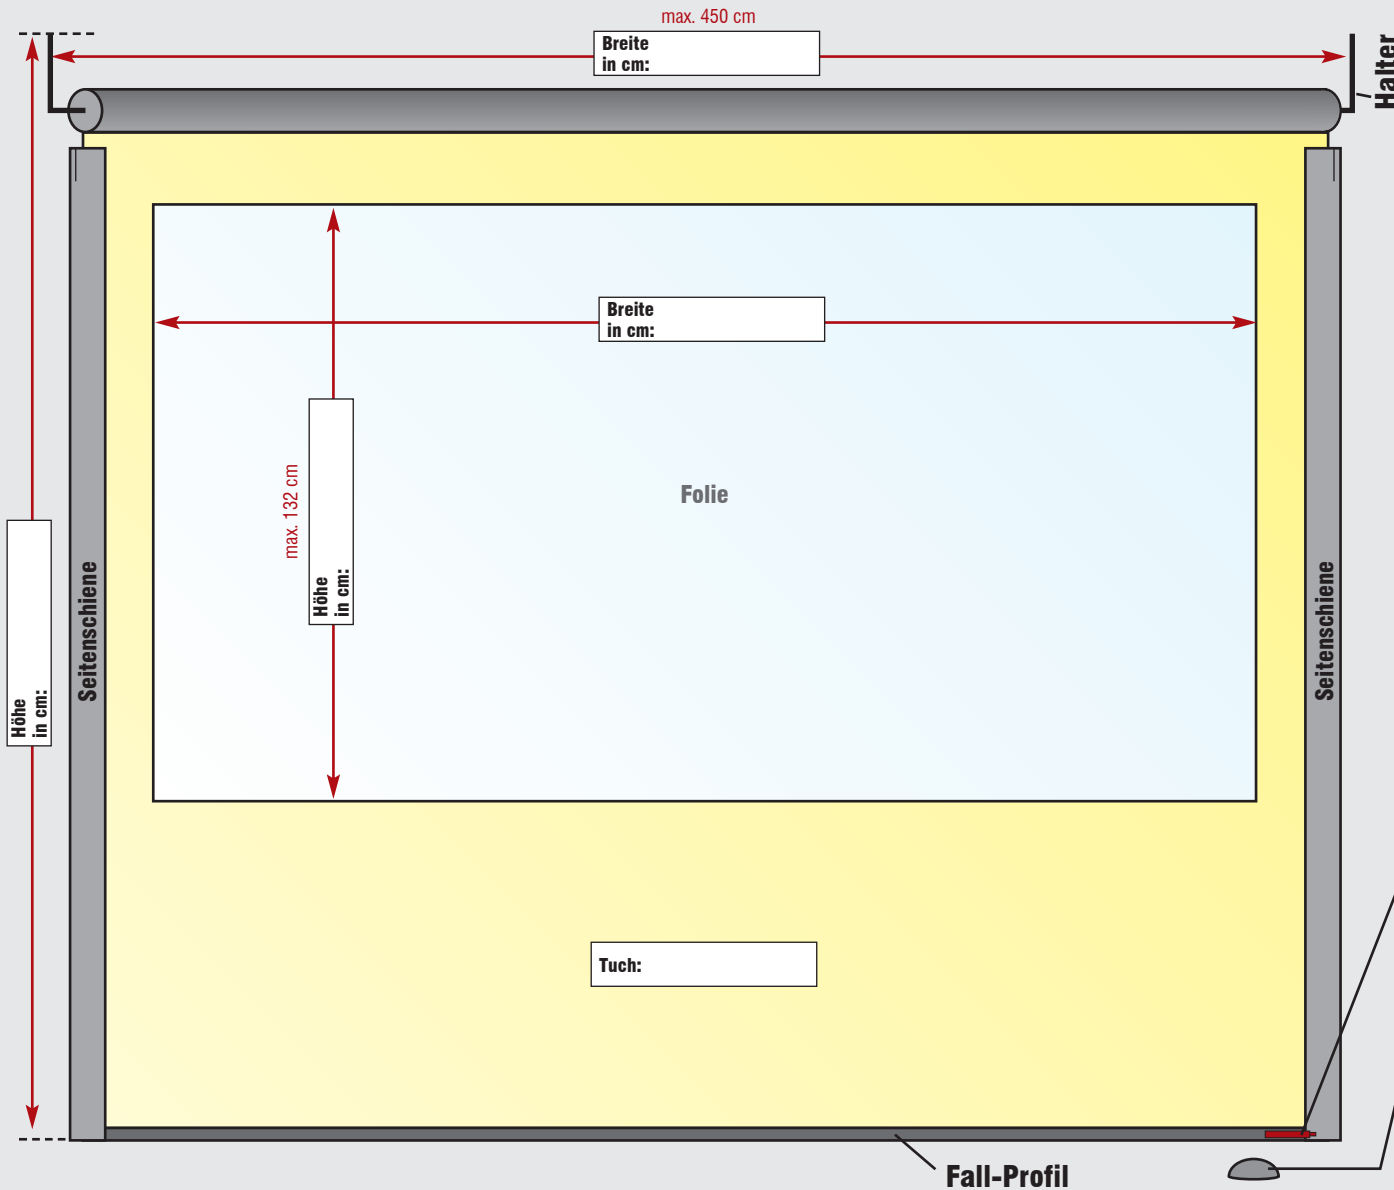 max. 450 cm
Breite
in cm:
Halter
Breite
in cm:
Folie
max. 132 cm
Höhe
in cm:
Höhe
in cm:
Seitenschiene
Seitenschiene
Tuch:
Fall-Profil